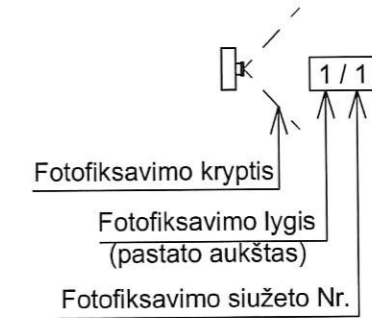 1 / 1
Fotofiksavimo kryptis
Fotofiksavimo lygis
(pastato aukštas)
Fotofiksavimo siužeto Nr.